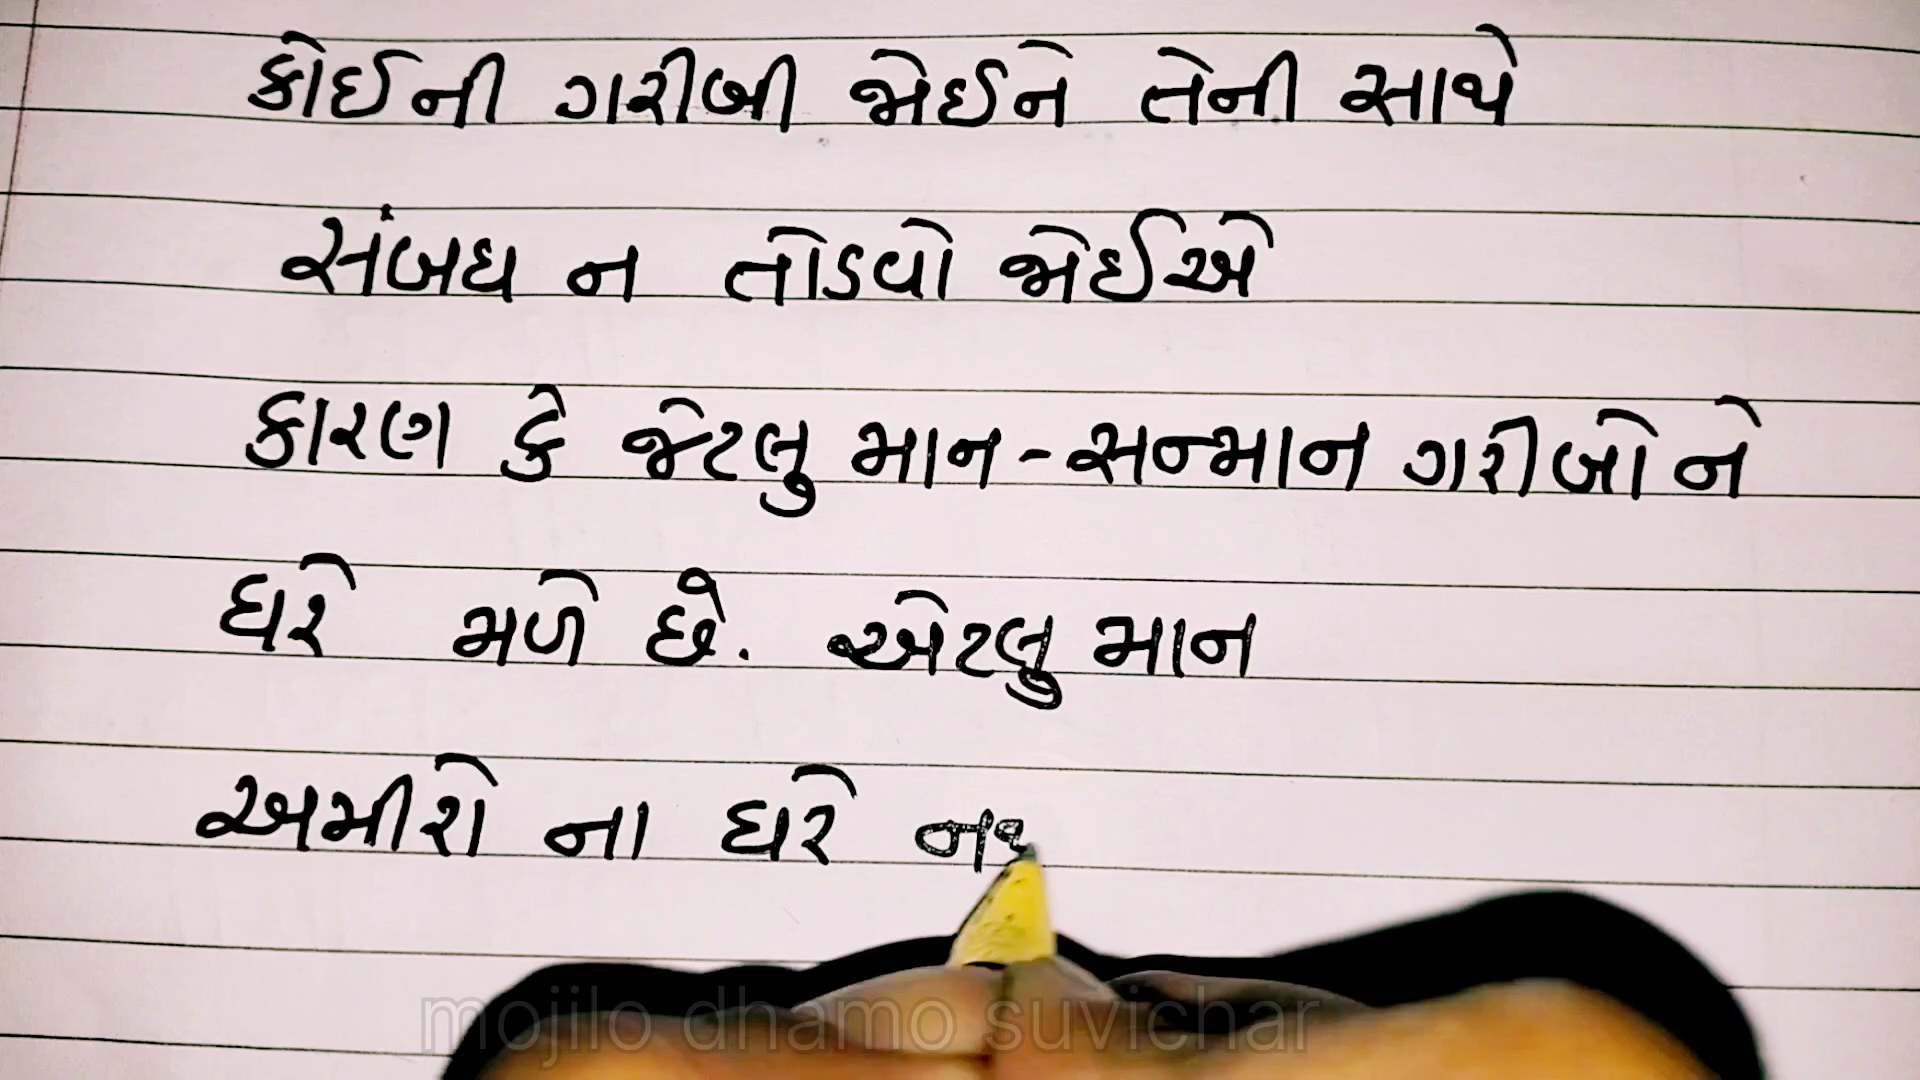 કોઈની ગરીબી જોઈને તેની સાથે
સંબધ ન તોડવો જોઈએ
કારણ કે જેટલુ માન-સન્માન ગરીબો ને
ઘરે મળે છે. એટલુ માન
અમીરો ના ઘરે
mojilo dhamo suvichar